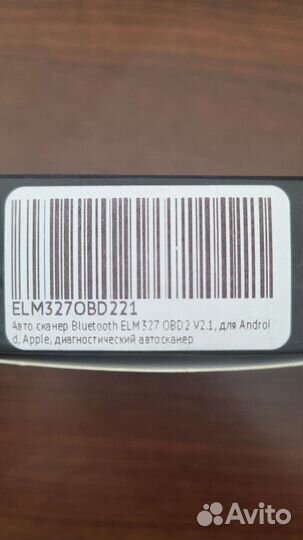 ELM327OBD221
Авто сканер Bluetooth ELM327 OBD2 V2.1, для Androi
d, Apple, диагностический автосканер
Avito